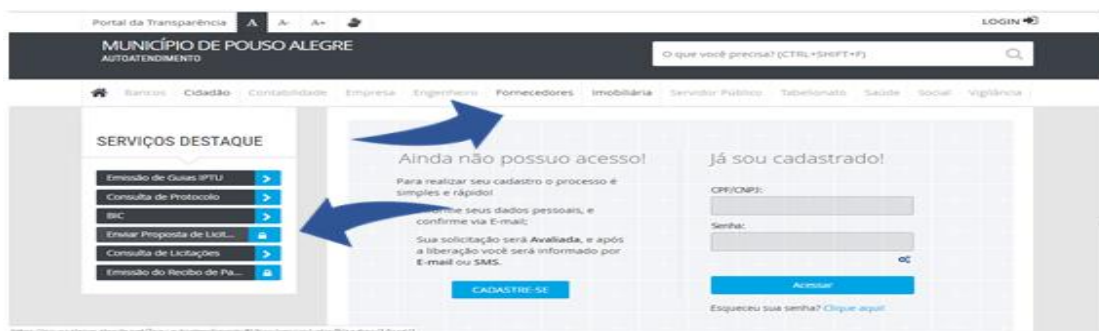 Portal da Transparência A A- A+ LOGIN
MUNICÍPIO DE POUSO ALEGRE
AUTOATENDIMENTO
O que você precisa? (CTRL+SHIFT+F)
Bancos Cidadão Contabilidade Empresa Engenheiro Fornecedores Imobiliária Servidor Público Tabelionato Saúde Social Vigilância
SERVIÇOS DESTAQUE
Emissão de Guias IPTU
Consulta de Protocolo
BIC
Enviar Proposta de Licit...
Consulta de Licitações
Emissão do Recibo de Pa...
Ainda não possuo acesso!
Para realizar seu cadastro o processo é
simples e rápido!
seus dados pessoais, e
confirme via E-mail;
Sua solicitação será Avaliada, e após
a liberação você será informado por
E-mail ou SMS.
CADASTRE-SE
Já sou cadastrado!
CPF/CNPJ:
Senha:
Acessar
Esqueceu sua senha? Clique aqui!